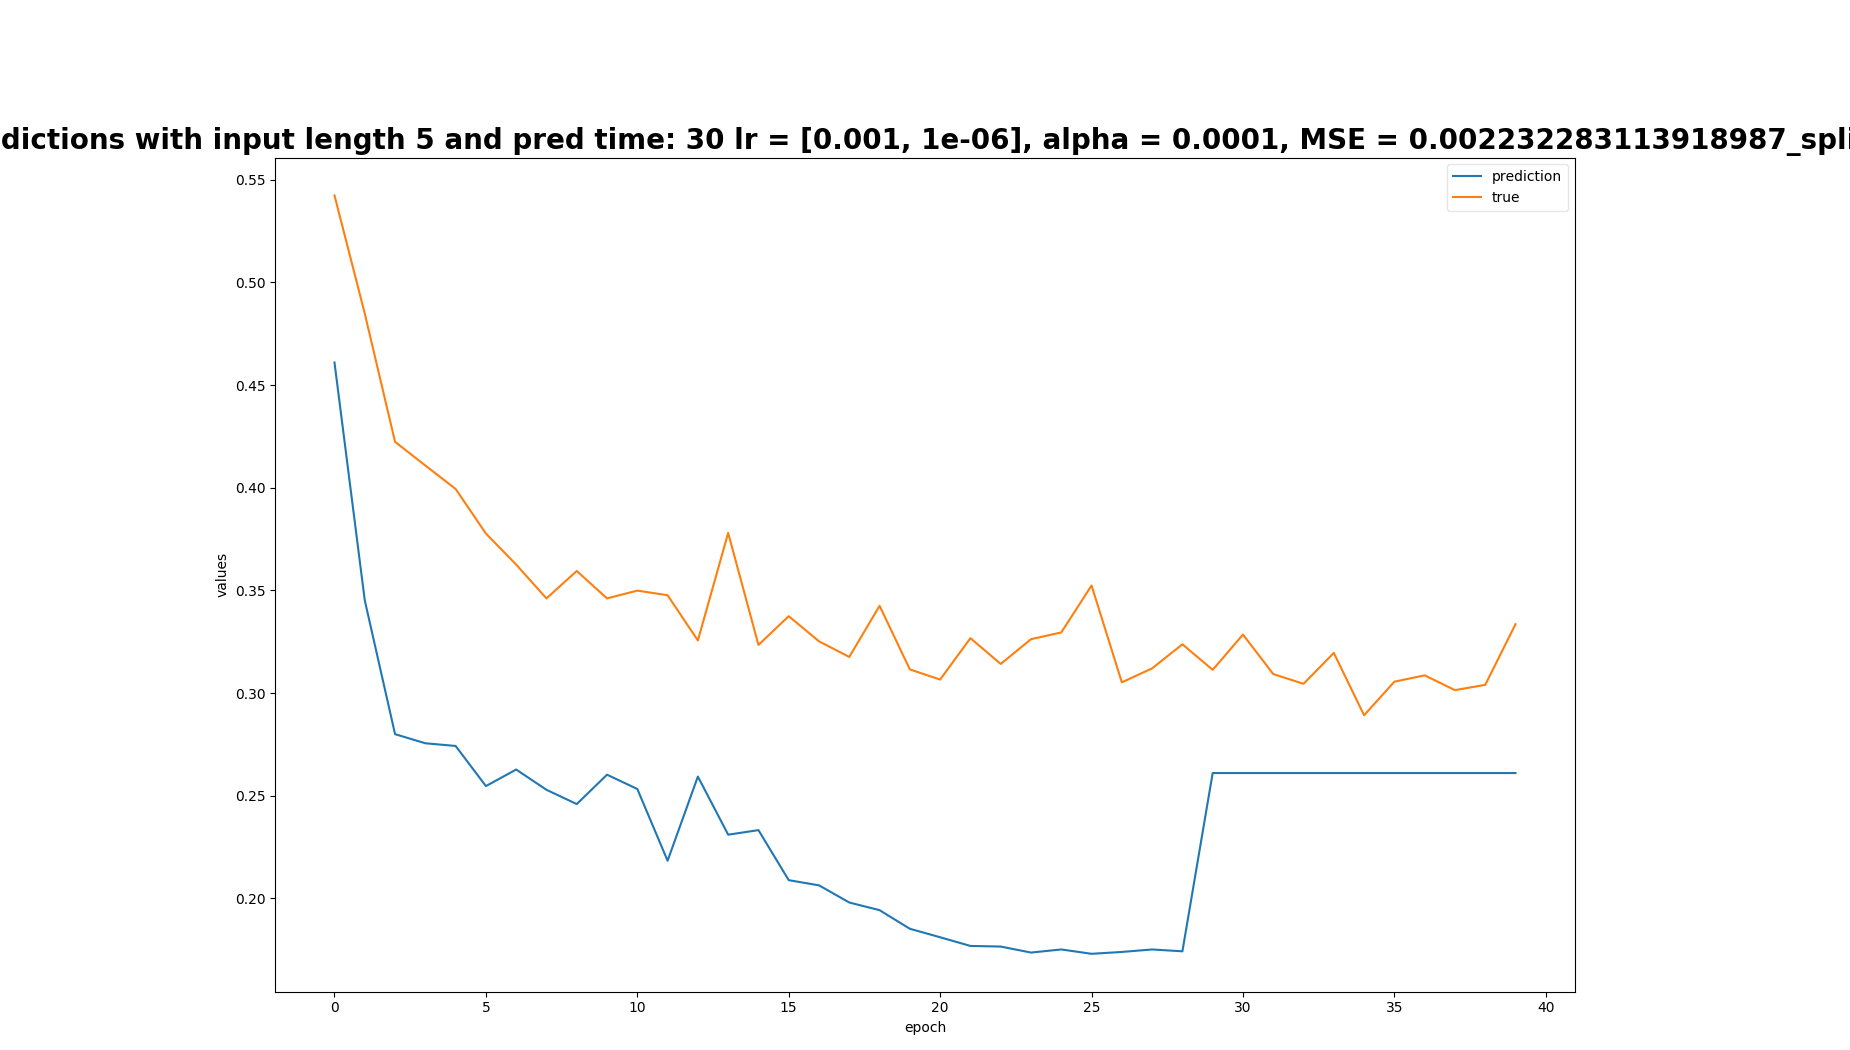 dictions with input length 5 and pred time: 30 lr = [0.001, 1e-06], alpha = 0.0001, MSE = 0.002232283113918987_spli
prediction
true
0.55
0.50
0.45
0.40
0.35
0.30
0.25
0.20
values
0 5 10 15 20 25 30 35 40
epoch